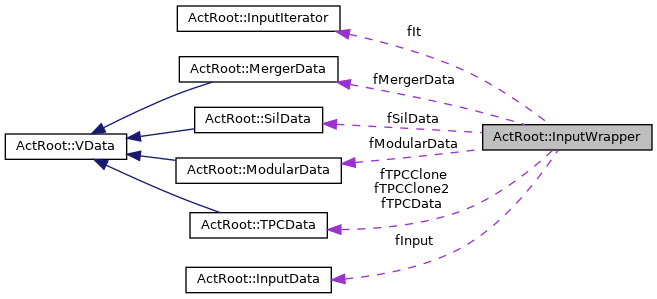 ActRoot::InputIterator
fIt
ActRoot::MergerData
fMergerData
ActRoot::SilData
fSilData
ActRoot::InputWrapper
ActRoot::VData
fModularData
ActRoot::ModularData
fTPCClone
fTPCClone2
fTPCData
ActRoot::TPCData
fInput
ActRoot::InputData